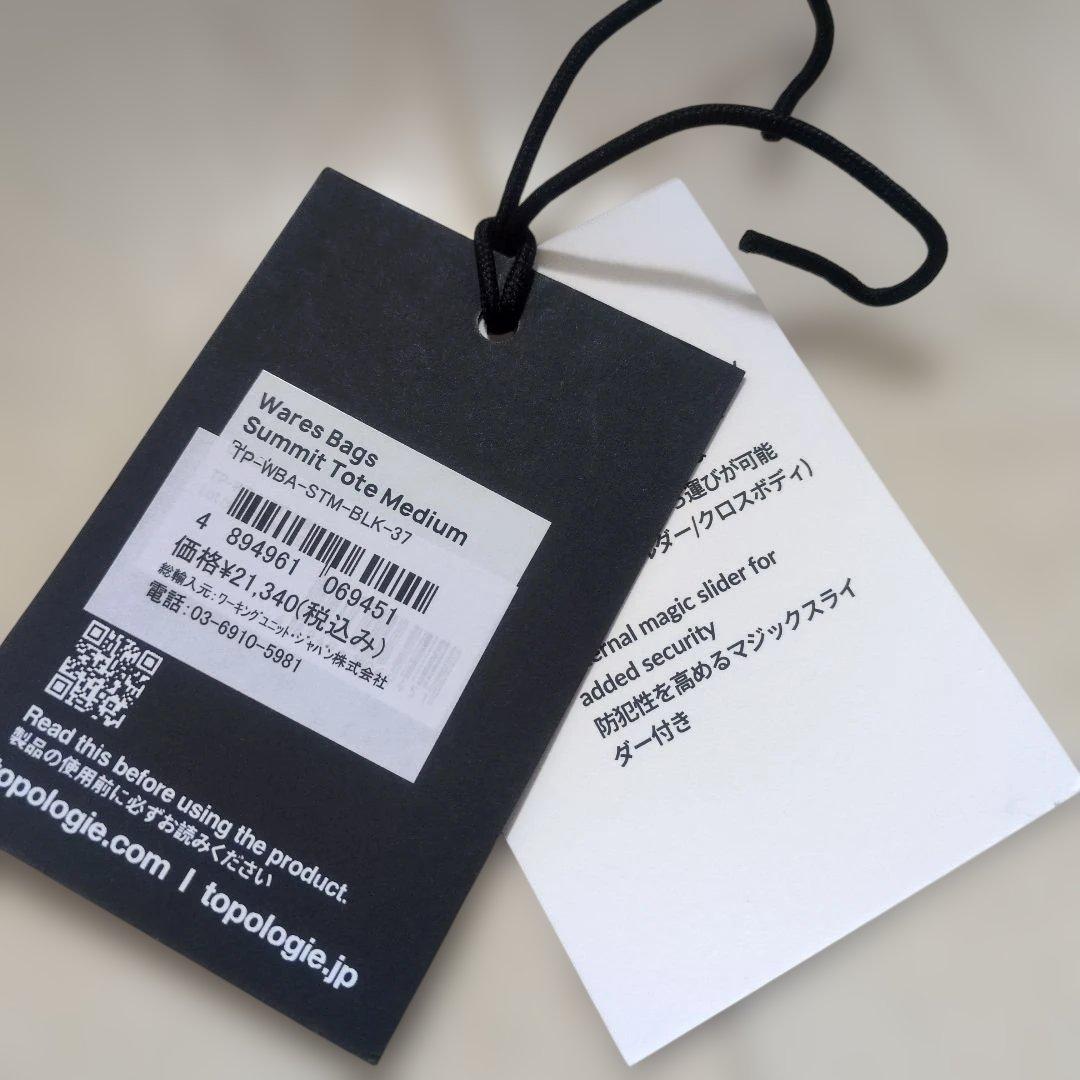 Wares Bags
Summit Tote Medium
TP-WBA-STM-BLK-37
4 894961 069451
価格¥21,340(税込み)
総輸入元:ワーキングユニット・ジャパン株式会社
電話:03-6910-5981
Read this before using the product.
製品の使用前に必ずお読みください
topologie.com | topologie.jp
運びが可能
ダー/クロスボディ)
magic slider for
added security
防犯性を高めるマジックスライ
ダー付き